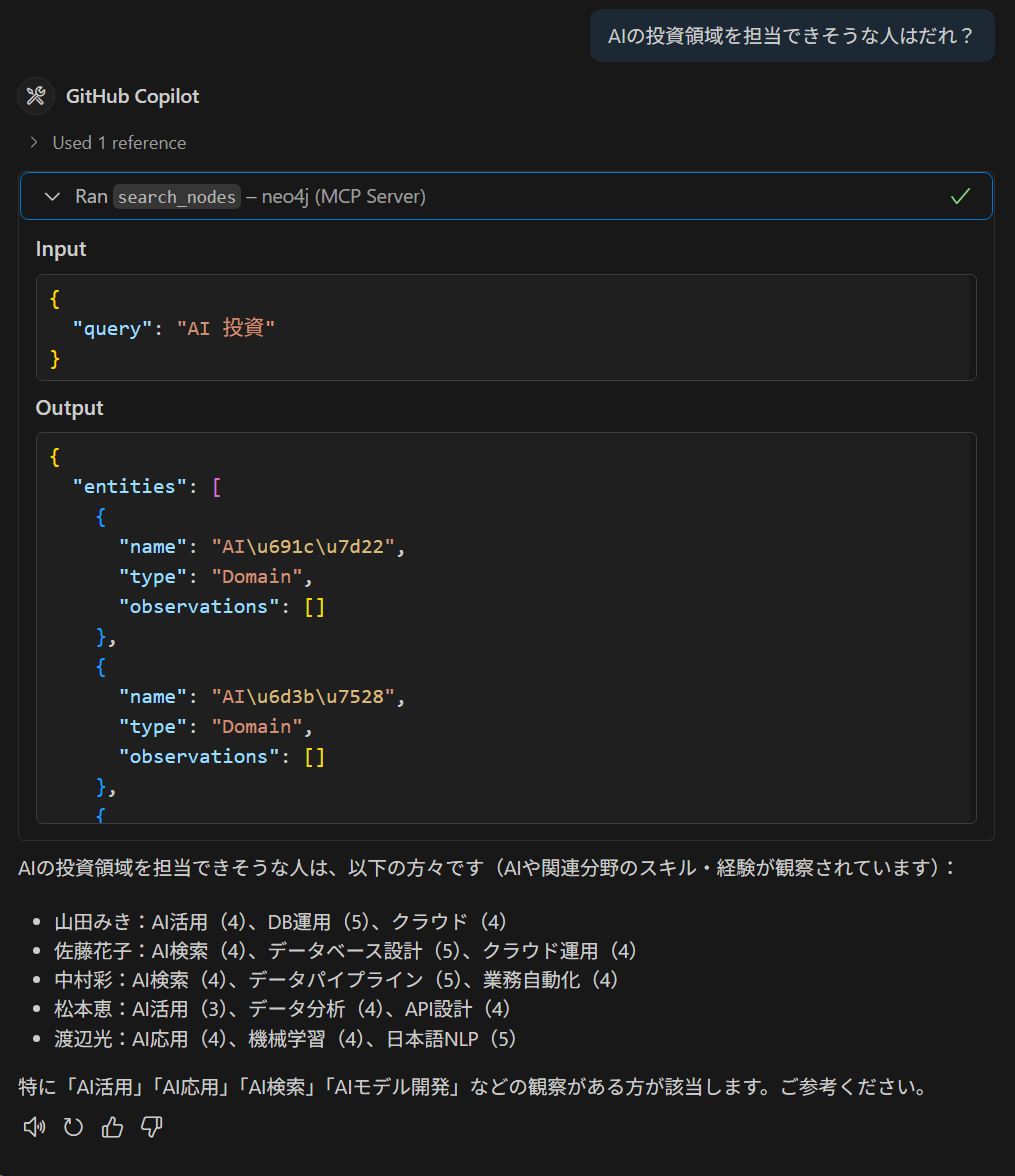 AIの投資領域を担当できそうな人はだれ？
GitHub Copilot
Used 1 reference
Ran search_nodes – neo4j (MCP Server)
Input
{
"query": "AI 投資"
}
Output
{
"entities": [
{
"name": "AI\u691c\u7d22",
"type": "Domain",
"observations": []
},
{
"name": "AI\u6d3b\u7528",
"type": "Domain",
"observations": []
},
{
AIの投資領域を担当できそうな人は、以下の方々です（AIや関連分野のスキル・経験が観察されています）：
• 山田みき：AI活用（4）、DB運用（5）、クラウド（4）
• 佐藤花子：AI検索（4）、データベース設計（5）、クラウド運用（4）
• 中村彩：AI検索（4）、データパイプライン（5）、業務自動化（4）
• 松本恵：AI活用（3）、データ分析（4）、API設計（4）
• 渡辺光：AI応用（4）、機械学習（4）、日本語NLP（5）
特に「AI活用」「AI応用」「AI検索」「AIモデル開発」などの観察がある方が該当します。ご参考ください。